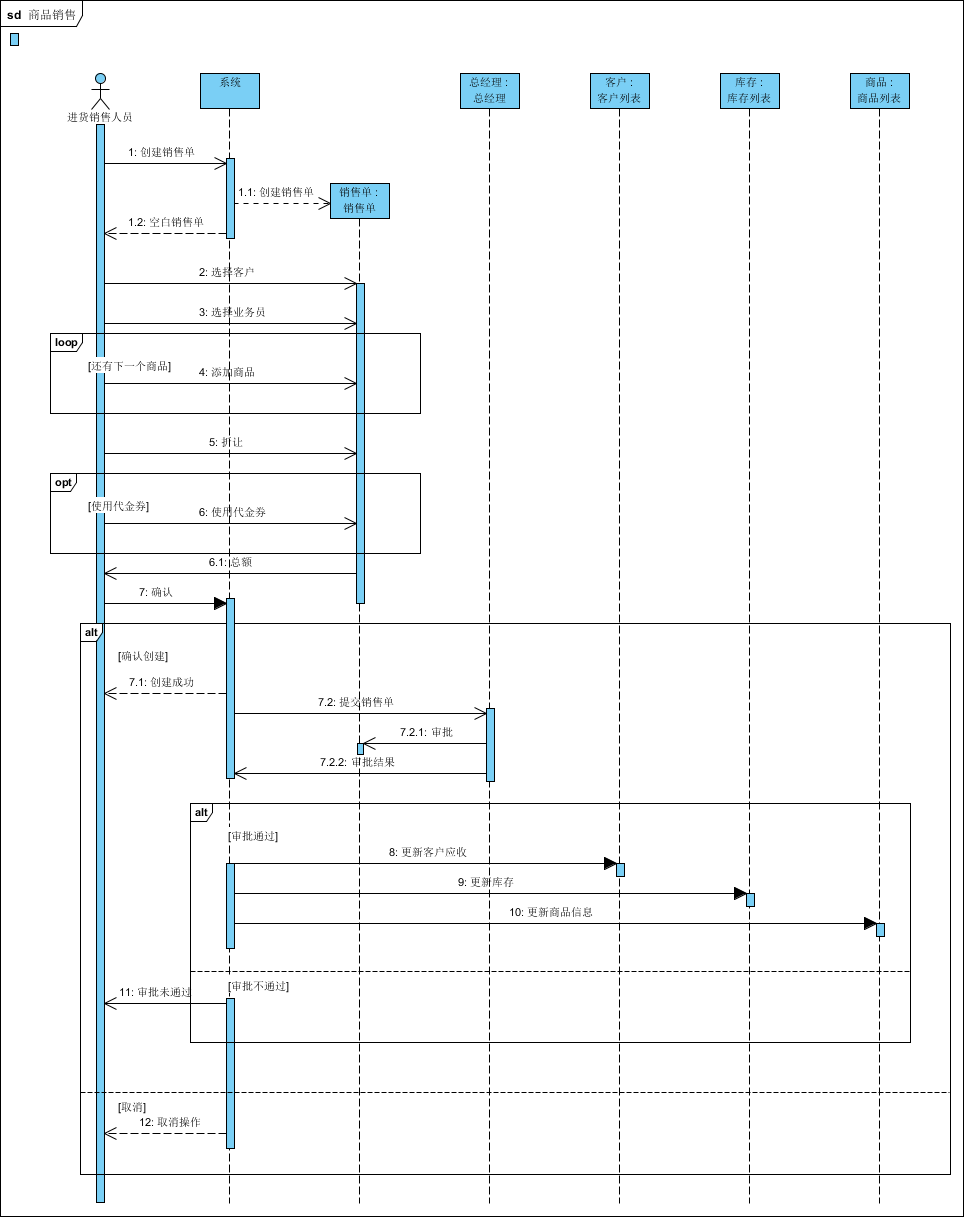 sd 商品销售
进货销售人员
系统
总经理 :
总经理
客户 :
客户列表
库存 :
库存列表
商品 :
商品列表
1: 创建销售单
1.1: 创建销售单
销售单 :
销售单
1.2: 空白销售单
2: 选择客户
3: 选择业务员
loop
[还有下一个商品]
4: 添加商品
5: 折让
opt
[使用代金券]
6: 使用代金券
6.1: 总额
7: 确认
alt
[确认创建]
7.1: 创建成功
7.2: 提交销售单
7.2.1: 审批
7.2.2: 审批结果
alt
[审批通过]
8: 更新客户应收
9: 更新库存
10: 更新商品信息
[审批不通过]
11: 审批未通过
[取消]
12: 取消操作